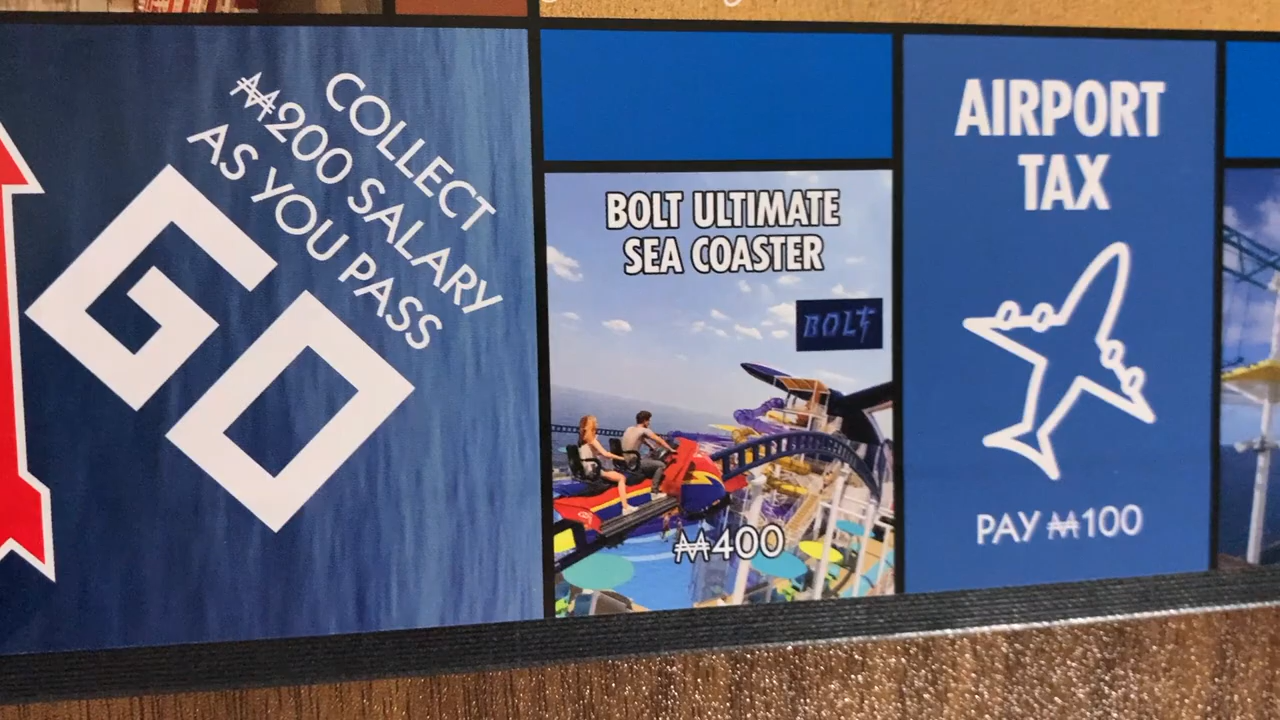 COLLECT
₩200 SALARY
AS YOU PASS
GO
BOLT ULTIMATE
SEA COASTER
BOLT
₩400
AIRPORT
TAX
PAY ₩100